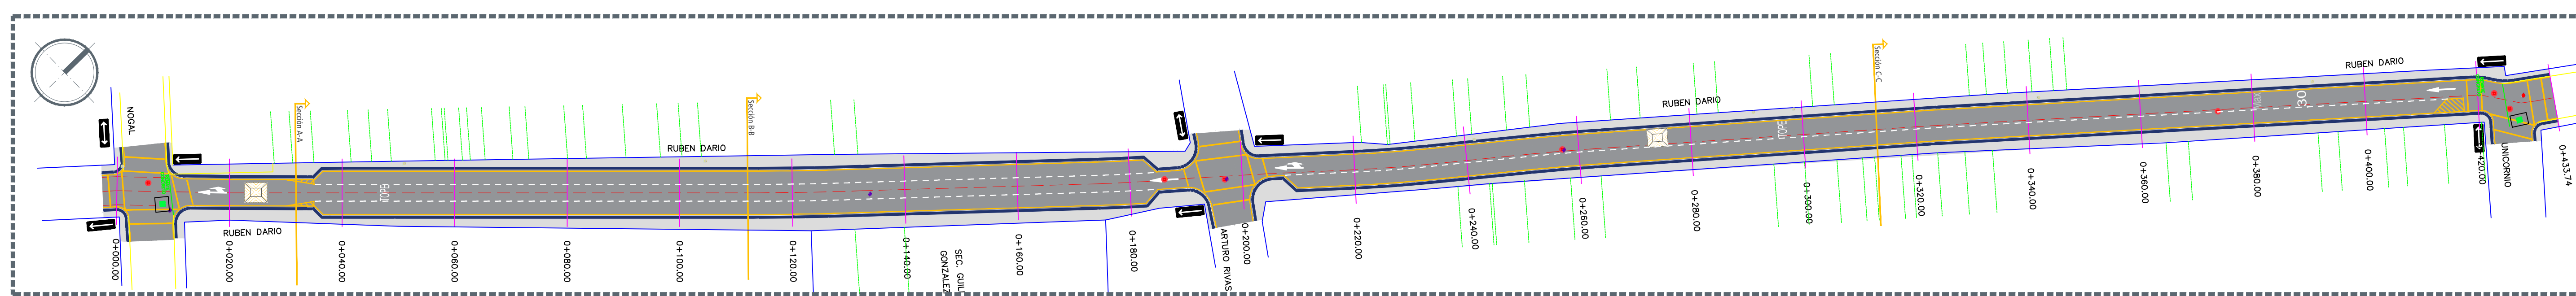 NOGAL
RUBEN DARIO
Sección A-A
RUBEN DARIO
Sección B-B
SEC. GUIL
GONZALEZ
ARTURO RIVAS
RUBEN DARIO
TOPE
Sección C-C
30
RUBEN DARIO
UNICORNIO
0+000.00
0+020.00
0+040.00
0+060.00
0+080.00
0+100.00
0+120.00
0+140.00
0+160.00
0+180.00
0+200.00
0+220.00
0+240.00
0+260.00
0+280.00
0+300.00
0+320.00
0+340.00
0+360.00
0+380.00
0+400.00
0+420.00
0+433.74